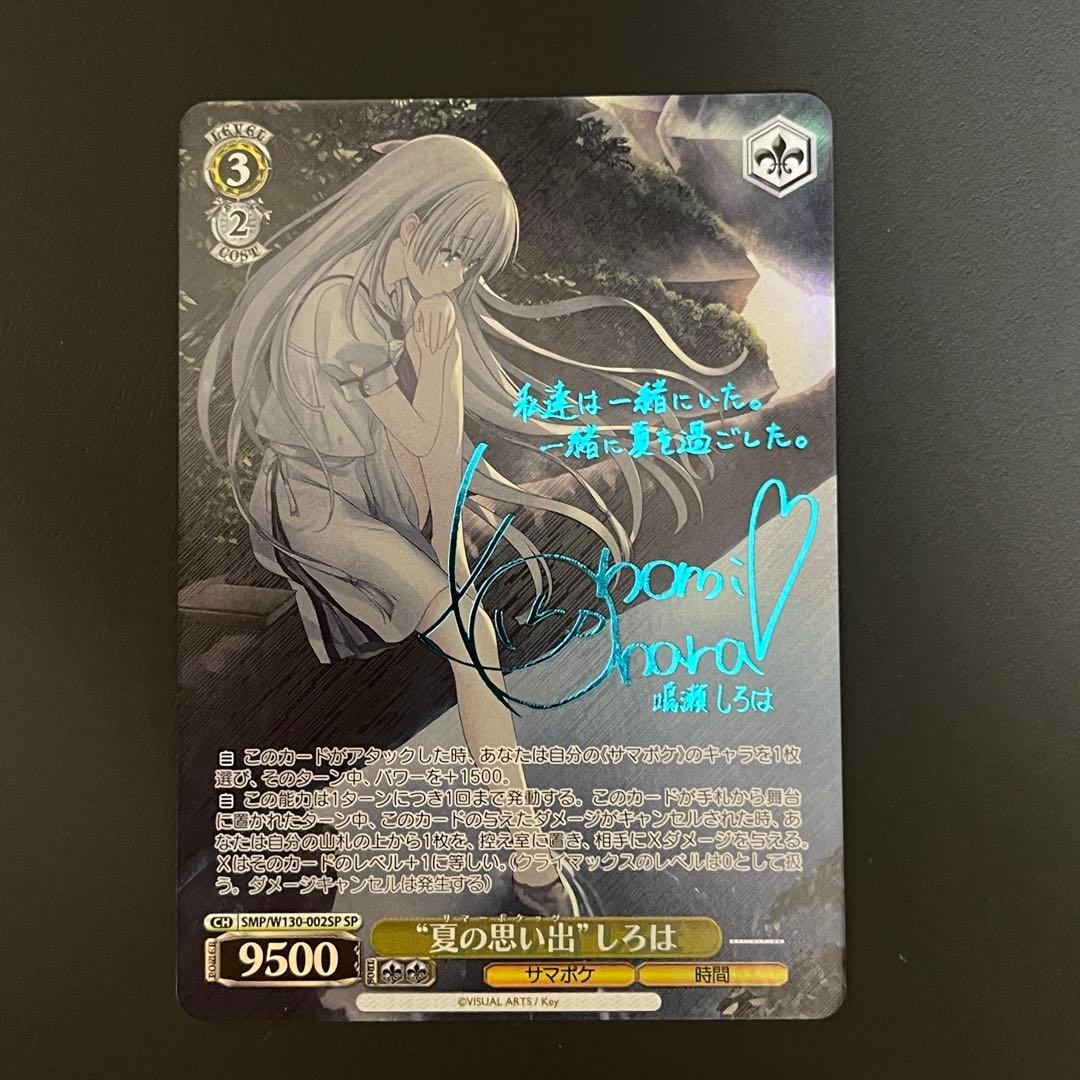 LEVEL
3
2
COST
私達は一緒にいた。
一緒に夏を過ごした。
Konomi
Kohara
鳴瀬しろは
自 このカードがアタックした時、あなたは自分の《サマポケ》のキャラを1枚
選び、そのターン中、パワーを+1500。
自 この能力は1ターンにつき1回まで発動する。このカードが手札から舞台
に置かれたターン中、このカードの与えたダメージがキャンセルされた時、あ
なたは自分の山札の上から1枚を、控え室に置き、相手にXダメージを与える。
Xはそのカードのレベル+1に等しい。(クライマックスのレベルは0として扱
う。ダメージキャンセルは発生する)
CH SMP/W130-002SP SP
サマーポケッツ
“夏の思い出”しろは
POWER 9500 SOUL
サマポケ 時間
©VISUAL ARTS / Key